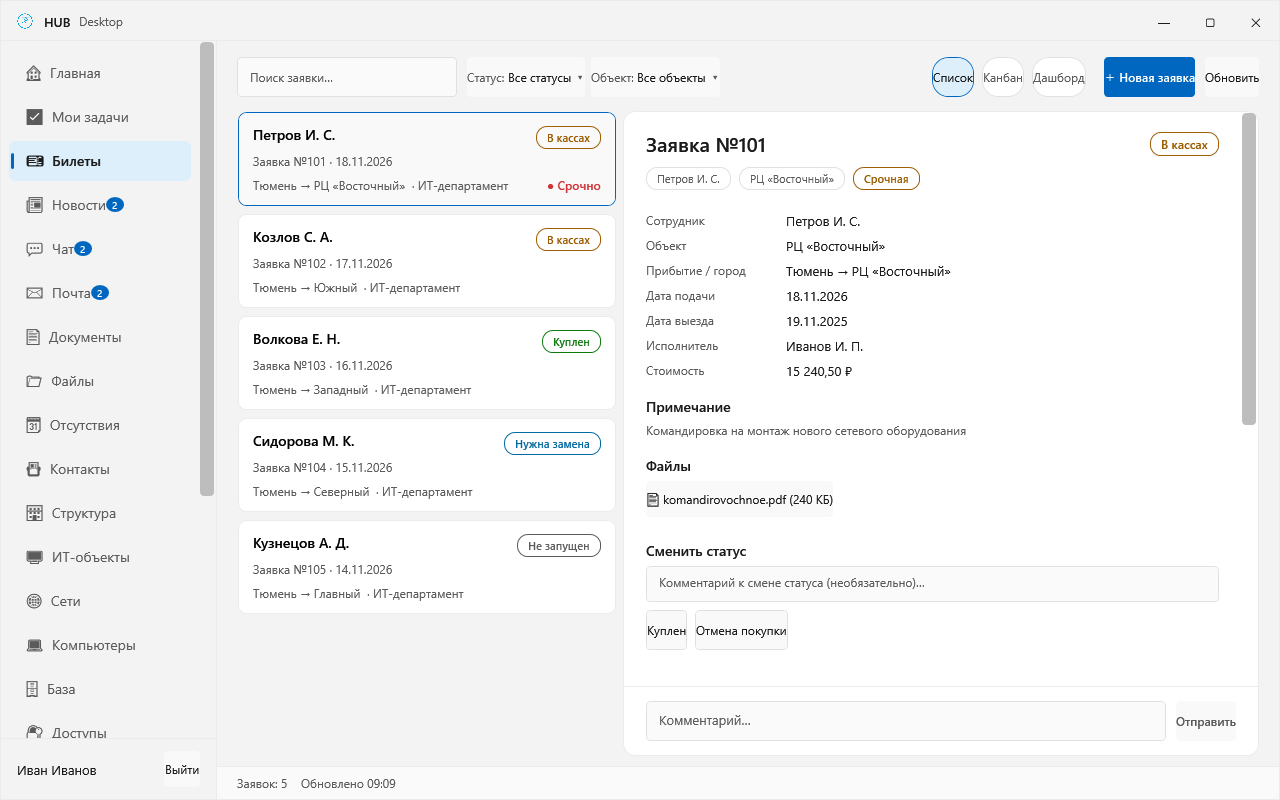 HUB Desktop
Главная
Мои задачи
Билеты
Новости 2
Чат 2
Почта 2
Документы
Файлы
31 Отсутствия
Контакты
Структура
ИТ-объекты
Сети
Компьютеры
База
Доступы
Иван Иванов Выйти
Поиск заявки... Статус: Все статусы Объект: Все объекты Список Канбан Дашборд + Новая заявка Обновить
Петров И. С. В кассах
Заявка №101 · 18.11.2026
Тюмень → РЦ «Восточный» · ИТ-департамент ● Срочно
Козлов С. А. В кассах
Заявка №102 · 17.11.2026
Тюмень → Южный · ИТ-департамент
Волкова Е. Н. Куплен
Заявка №103 · 16.11.2026
Тюмень → Западный · ИТ-департамент
Сидорова М. К. Нужна замена
Заявка №104 · 15.11.2026
Тюмень → Северный · ИТ-департамент
Кузнецов А. Д. Не запущен
Заявка №105 · 14.11.2026
Тюмень → Главный · ИТ-департамент
Заявка №101 В кассах
Петров И. С. РЦ «Восточный» Срочная
Сотрудник Петров И. С.
Объект РЦ «Восточный»
Прибытие / город Тюмень → РЦ «Восточный»
Дата подачи 18.11.2026
Дата выезда 19.11.2025
Исполнитель Иванов И. П.
Стоимость 15 240,50 ₽
Примечание
Командировка на монтаж нового сетевого оборудования
Файлы
komandirovochnoe.pdf (240 КБ)
Сменить статус
Комментарий к смене статуса (необязательно)...
Куплен Отмена покупки
Комментарий... Отправить
Заявок: 5 Обновлено 09:09